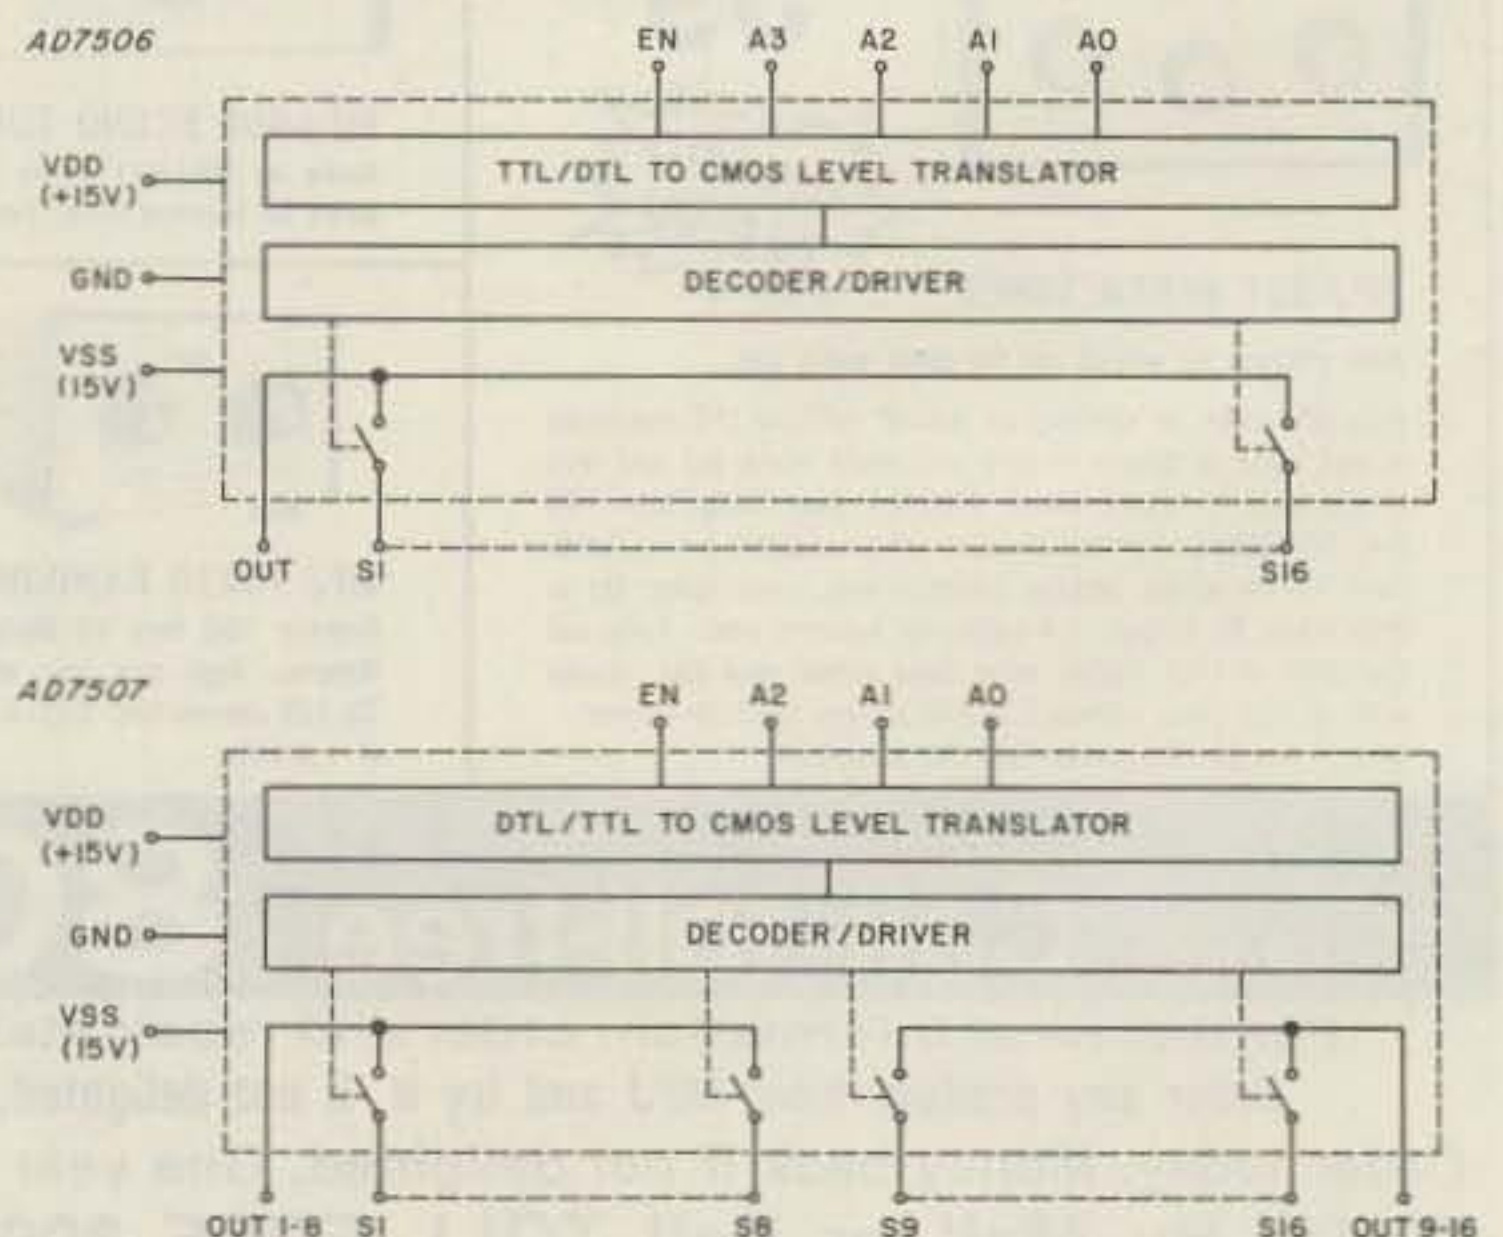 AD7506
EN A3 A2 A1 A0
VDD
(+15V)
TTL/DTL TO CMOS LEVEL TRANSLATOR
GND
DECODER/DRIVER
VSS
(15V)
OUT S1 S16
AD7507
EN A2 A1 A0
VDD
(+15V)
DTL/TTL TO CMOS LEVEL TRANSLATOR
GND
DECODER/DRIVER
VSS
(15V)
OUT 1-8 S1 S8 S9 S16 OUT 9-16